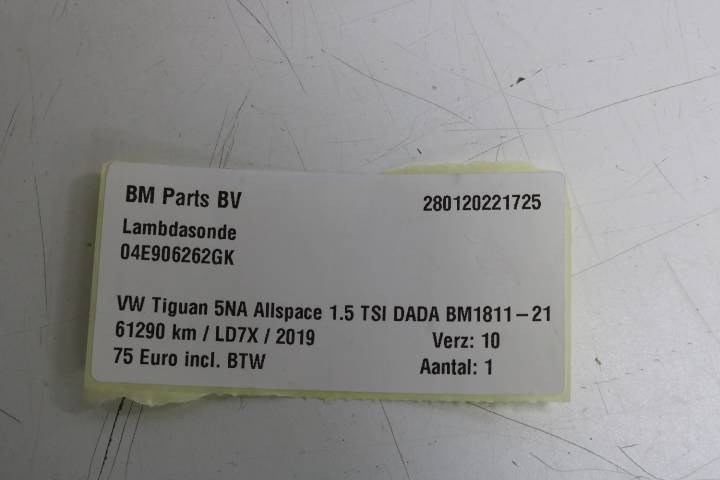 BM Parts BV 280120221725
Lambdasonde
04E906262GK
VW Tiguan 5NA Allspace 1.5 TSI DADA BM1811-21
61290 km / LD7X / 2019 Verz: 10
75 Euro incl. BTW Aantal: 1